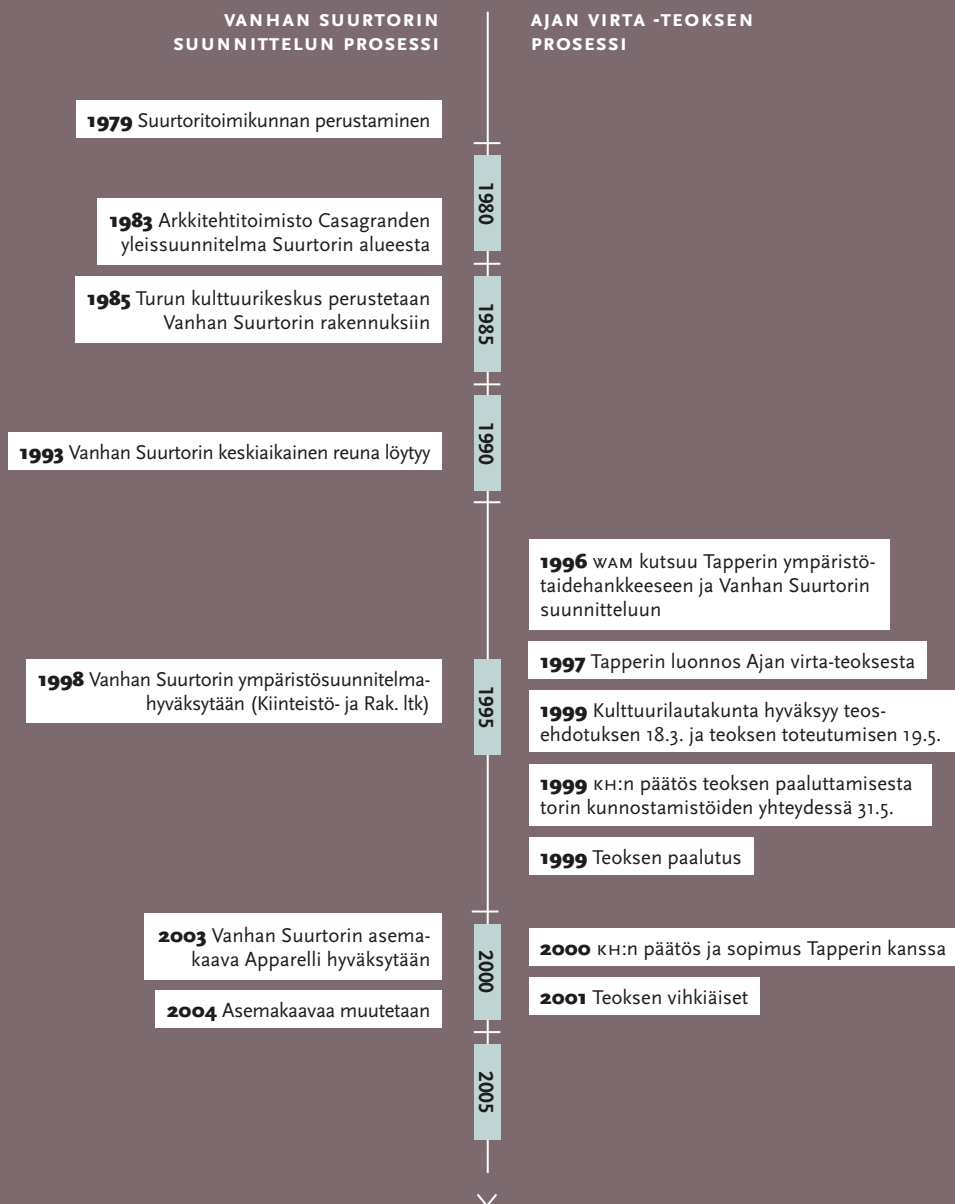 VANHAN SUURTORIN
SUUNNITTELUN PROSESSI
AJAN VIRTA -TEOKSEN
PROSESSI
1979 Suurtoritoimikunnan perustaminen
1980
1983 Arkkitehtitoimisto Casagranden
yleissuunnitelma Suurtorin alueesta
1985 Turun kulttuurikeskus perustetaan
Vanhan Suurtorin rakennuksiin
1985
1990
1993 Vanhan Suurtorin keskiaikainen reuna löytyy
1996 WAM kutsuu Tapperin ympäristö-
taidehankkeeseen ja Vanhan Suurtorin
suunnitteluun
1997 Tapperin luonnos Ajan virta-teoksesta
1998 Vanhan Suurtorin ympäristösuunnitelma-
hyväksytään (Kiinteistö- ja Rak. ltk)
1995
1999 Kulttuurilautakunta hyväksyy teos-
ehdotuksen 18.3. ja teoksen toteutumisen 19.5.
1999 KH:n päätös teoksen paaluttamisesta
torin kunnostamistöiden yhteydessä 31.5.
1999 Teoksen paalutus
2003 Vanhan Suurtorin asema-
kaava Apparelli hyväksytään
2004 Asemakaavaa muutetaan
2000
2000 KH:n päätös ja sopimus Tapperin kanssa
2001 Teoksen vihkiäiset
2005